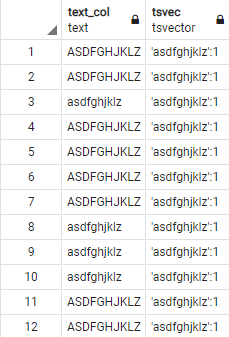 text_col tsvec
text tsvector
1 ASDFGHJKLZ 'asdfghjklz':1
2 ASDFGHJKLZ 'asdfghjklz':1
3 asdfghjklz 'asdfghjklz':1
4 ASDFGHJKLZ 'asdfghjklz':1
5 ASDFGHJKLZ 'asdfghjklz':1
6 ASDFGHJKLZ 'asdfghjklz':1
7 ASDFGHJKLZ 'asdfghjklz':1
8 asdfghjklz 'asdfghjklz':1
9 asdfghjklz 'asdfghjklz':1
10 asdfghjklz 'asdfghjklz':1
11 ASDFGHJKLZ 'asdfghjklz':1
12 ASDFGHJKLZ 'asdfghjklz':1